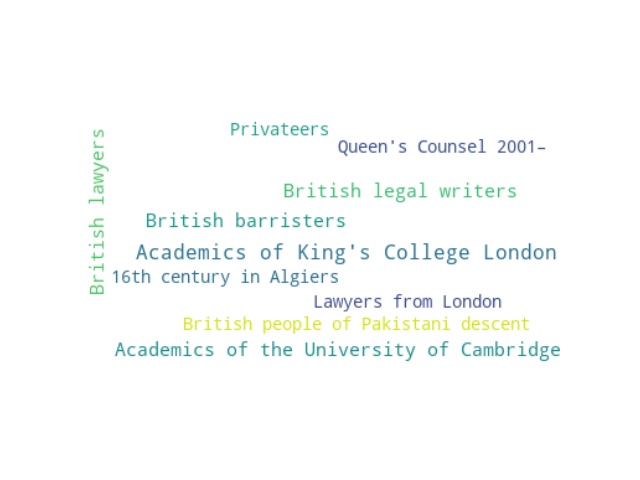 Privateers
Queen's Counsel 2001–
British lawyers
British legal writers
British barristers
Academics of King's College London
16th century in Algiers
Lawyers from London
British people of Pakistani descent
Academics of the University of Cambridge